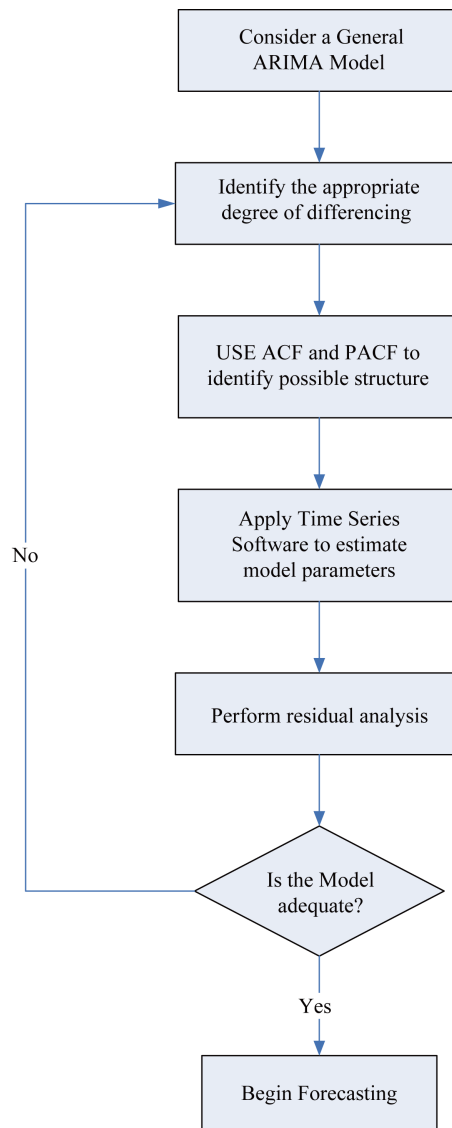 Consider a General
ARIMA Model
Identify the appropriate
degree of differencing
USE ACF and PACF to
identify possible structure
Apply Time Series
Software to estimate
model parameters
No
Perform residual analysis
Is the Model
adequate?
Yes
Begin Forecasting